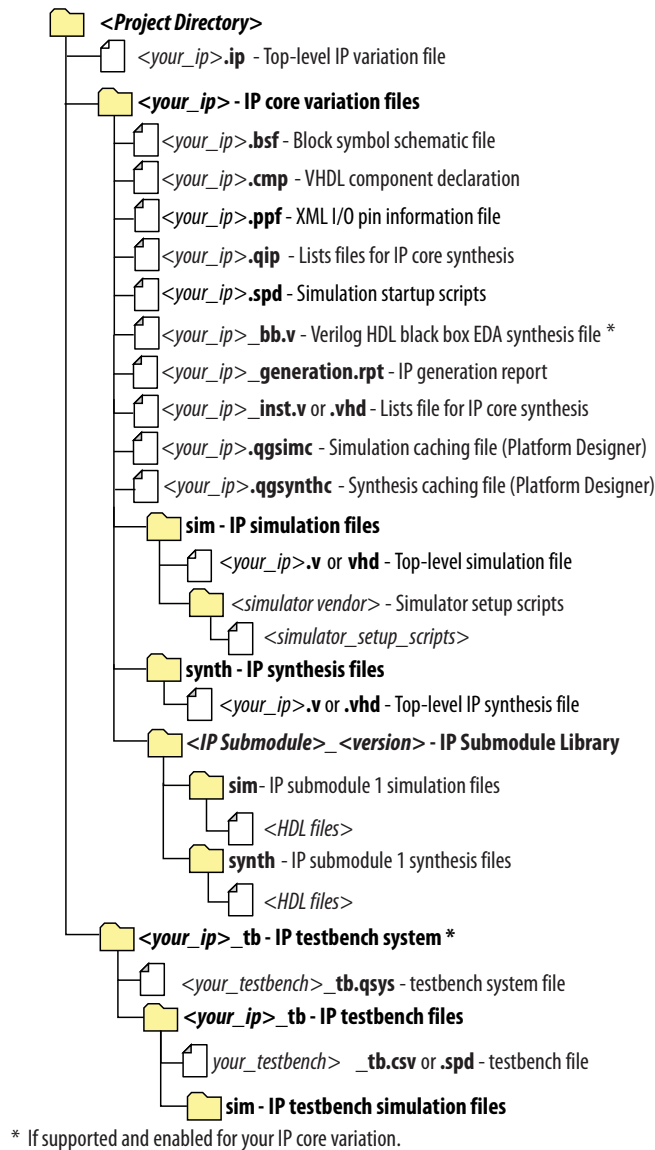 <Project Directory>
<your_ip>.ip - Top-level IP variation file
<your_ip> - IP core variation files
<your_ip>.bsf - Block symbol schematic file
<your_ip>.cmp - VHDL component declaration
<your_ip>.ppf - XML I/O pin information file
<your_ip>.qip - Lists files for IP core synthesis
<your_ip>.spd - Simulation startup scripts
<your_ip>_bb.v - Verilog HDL black box EDA synthesis file *
<your_ip>_generation.rpt - IP generation report
<your_ip>_inst.v or .vhd - Lists file for IP core synthesis
<your_ip>.qgsimc - Simulation caching file (Platform Designer)
<your_ip>.qgsynthc - Synthesis caching file (Platform Designer)
sim - IP simulation files
<your_ip>.v or vhd - Top-level simulation file
<simulator vendor> - Simulator setup scripts
<simulator_setup_scripts>
synth - IP synthesis files
<your_ip>.v or .vhd - Top-level IP synthesis file
<IP Submodule>_<version> - IP Submodule Library
sim- IP submodule 1 simulation files
<HDL files>
synth - IP submodule 1 synthesis files
<HDL files>
<your_ip>_tb - IP testbench system *
<your_testbench>_tb.qsys - testbench system file
<your_ip>_tb - IP testbench files
your_testbench> _tb.csv or .spd - testbench file
sim - IP testbench simulation files
* If supported and enabled for your IP core variation.